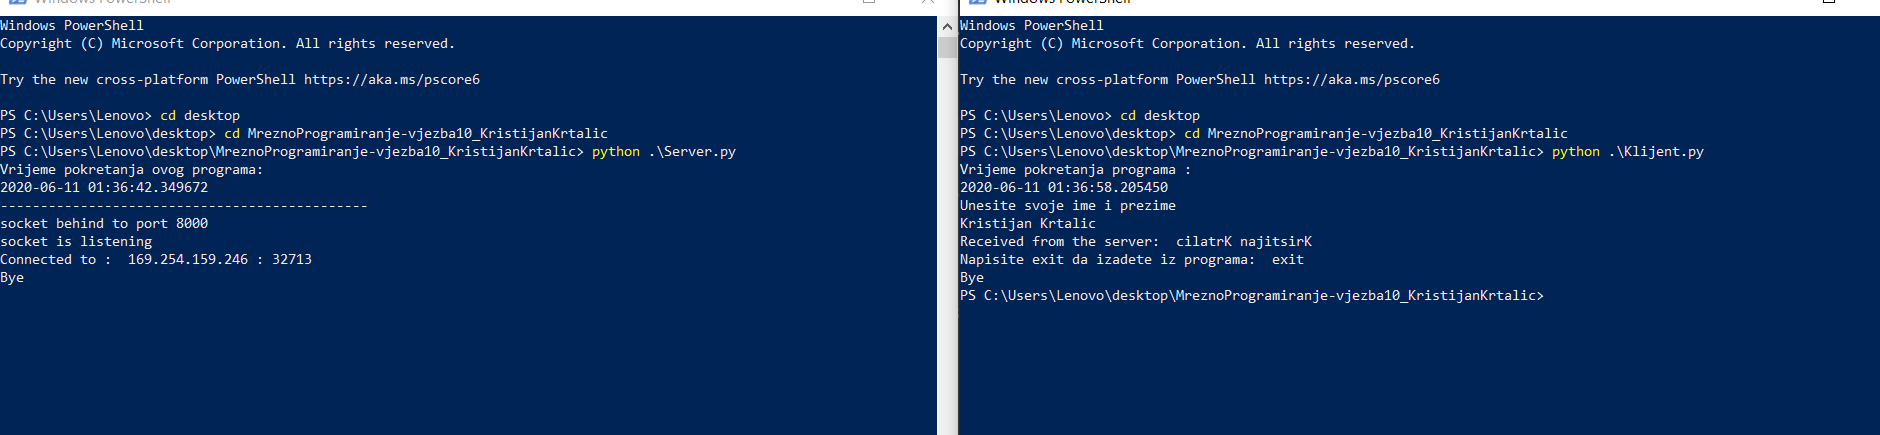 Windows PowerShell
Windows PowerShell
Copyright (C) Microsoft Corporation. All rights reserved.
Try the new cross-platform PowerShell https://aka.ms/pscore6
PS C:\Users\Lenovo> cd desktop
PS C:\Users\Lenovo\desktop> cd MreznoProgramiranje-vjezba10_KristijanKrtalic
PS C:\Users\Lenovo\desktop\MreznoProgramiranje-vjezba10_KristijanKrtalic> python .\Server.py
Vrijeme pokretanja ovog programa:
2020-06-11 01:36:42.349672
----------------------------------------------
socket behind to port 8000
socket is listening
Connected to :  169.254.159.246 : 32713
Bye
Windows PowerShell
Windows PowerShell
Copyright (C) Microsoft Corporation. All rights reserved.
Try the new cross-platform PowerShell https://aka.ms/pscore6
PS C:\Users\Lenovo> cd desktop
PS C:\Users\Lenovo\desktop> cd MreznoProgramiranje-vjezba10_KristijanKrtalic
PS C:\Users\Lenovo\desktop\MreznoProgramiranje-vjezba10_KristijanKrtalic> python .\Klijent.py
Vrijeme pokretanja programa :
2020-06-11 01:36:58.205450
Unesite svoje ime i prezime
Kristijan Krtalic
Received from the server:  cilatrK najitsirK
Napisite exit da izadete iz programa:  exit
Bye
PS C:\Users\Lenovo\desktop\MreznoProgramiranje-vjezba10_KristijanKrtalic>